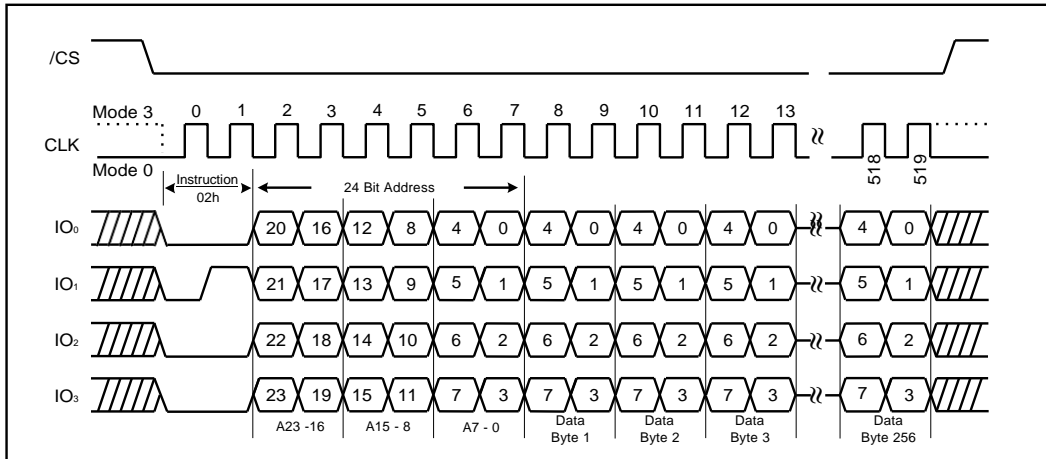 /CS
Mode 3 0 1 2 3 4 5 6 7 8 9 10 11 12 13
CLK
Mode 0 518 519
Instruction 24 Bit Address
02h
IO₀ 20 16 12 8 4 0 4 0 4 0 4 0 4 0
IO₁ 21 17 13 9 5 1 5 1 5 1 5 1 5 1
IO₂ 22 18 14 10 6 2 6 2 6 2 6 2 6 2
IO₃ 23 19 15 11 7 3 7 3 7 3 7 3 7 3
A23 -16 A15 - 8 A7 - 0 Data Data Data Data
Byte 1 Byte 2 Byte 3 Byte 256